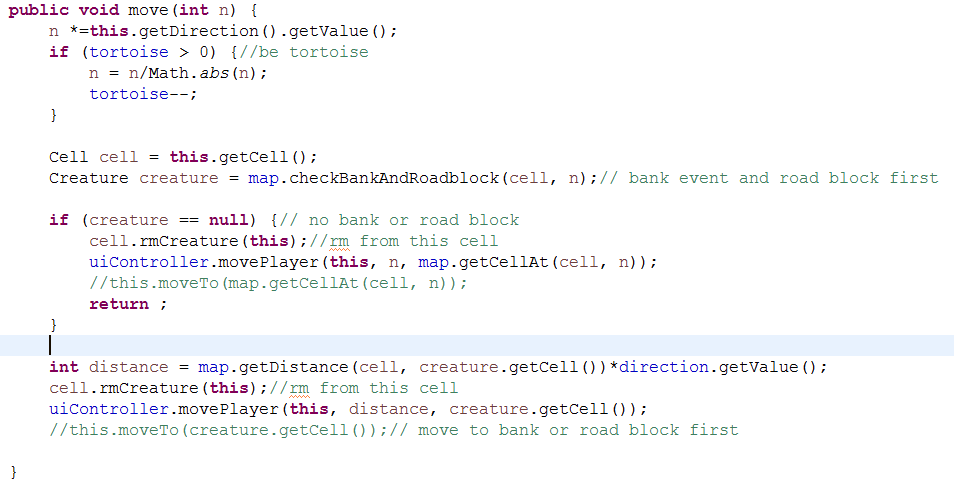 public void move(int n) {
    n *=this.getDirection().getValue();
    if (tortoise > 0) {//be tortoise
        n = n/Math.abs(n);
        tortoise--;
    }

    Cell cell = this.getCell();
    Creature creature = map.checkBankAndRoadblock(cell, n);// bank event and road block first

    if (creature == null) {// no bank or road block
        cell.rmCreature(this);//rm from this cell
        uiController.movePlayer(this, n, map.getCellAt(cell, n));
        //this.moveTo(map.getCellAt(cell, n));
        return ;
    }

    int distance = map.getDistance(cell, creature.getCell())*direction.getValue();
    cell.rmCreature(this);//rm from this cell
    uiController.movePlayer(this, distance, creature.getCell());
    //this.moveTo(creature.getCell());// move to bank or road block first

}